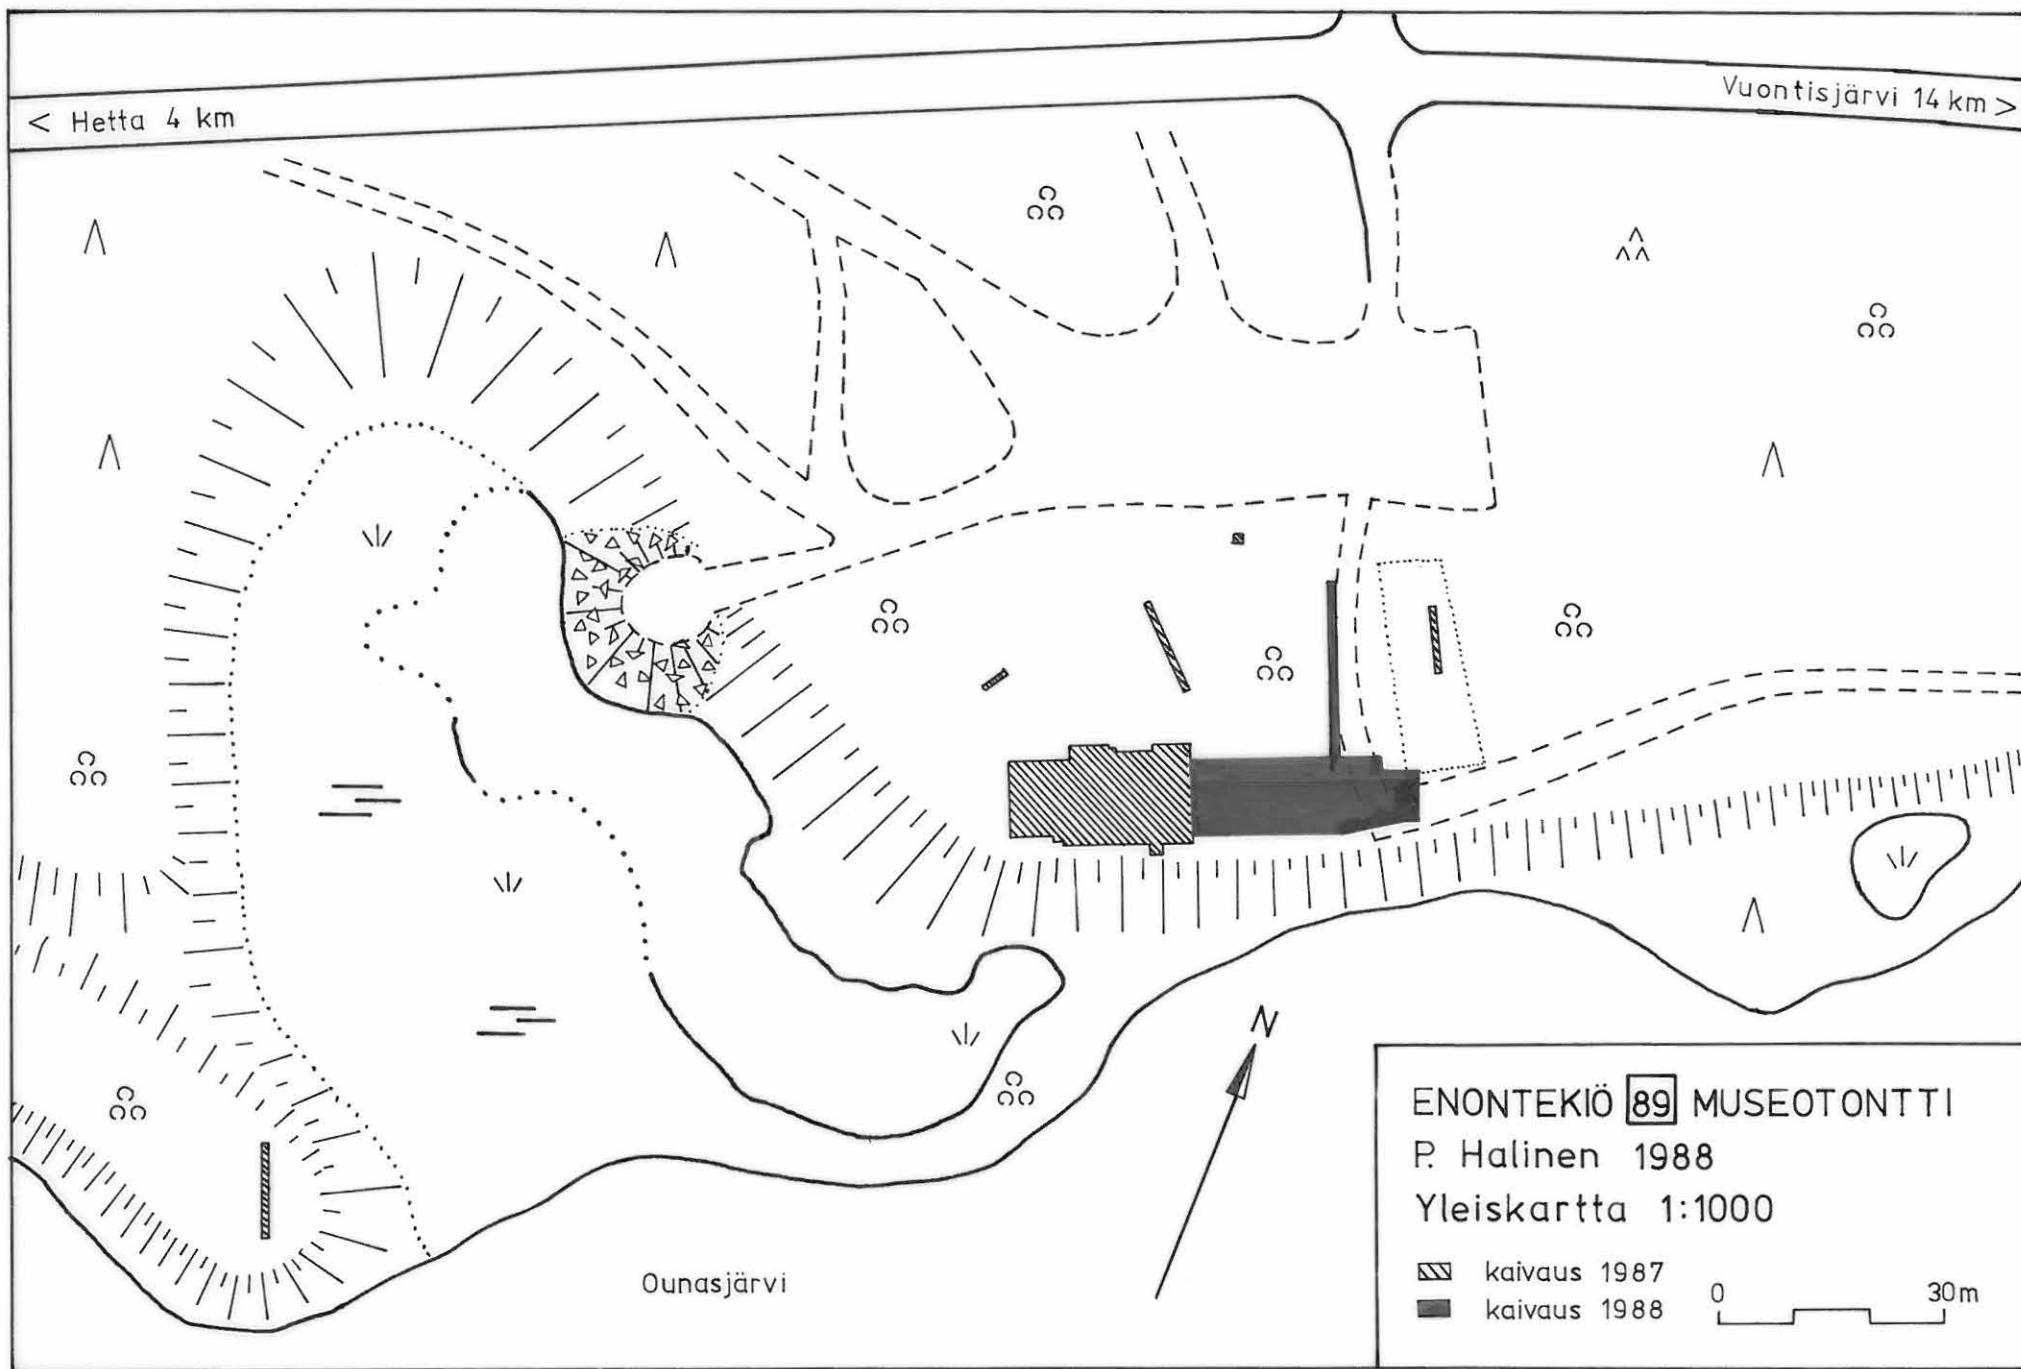 < Hetta 4 km
Vuontisjärvi 14 km >
N
Ounasjärvi
ENONTEKIÖ 89 MUSEOTONTTI
P. Halinen 1988
Yleiskartta 1:1000
kaivaus 1987
kaivaus 1988
0 30 m